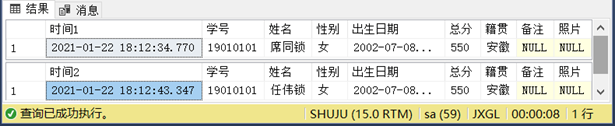 结果 消息
时间1 学号 姓名 性别 出生日期 总分 籍贯 备注 照片
1 2021-01-22 18:12:34.770 19010101 席同锁 女 2002-07-08... 550 安徽 NULL NULL
时间2 学号 姓名 性别 出生日期 总分 籍贯 备注 照片
1 2021-01-22 18:12:43.347 19010101 任伟锁 女 2002-07-08... 550 安徽 NULL NULL
查询已成功执行。 SHUJU (15.0 RTM) sa (59) JXGL 00:00:08 1 行